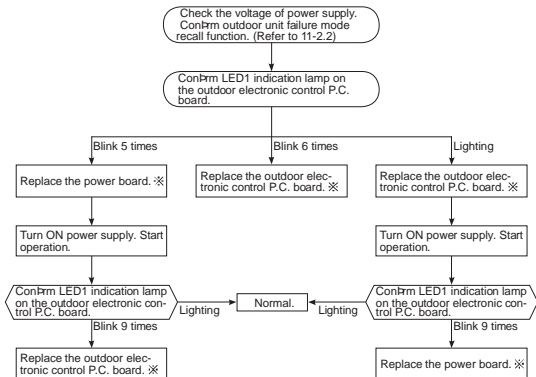 Check the voltage of power supply.
ConÞrm outdoor unit failure mode
recall function. (Refer to 11-2.2)
ConÞrm LED1 indication lamp on
the outdoor electronic control P.C.
board.
Blink 5 times
Blink 6 times
Lighting
Replace the power board. ※
Replace the outdoor elec-
tronic control P.C. board. ※
Replace the outdoor elec-
tronic control P.C. board. ※
Turn ON power supply. Start
operation.
Turn ON power supply. Start
operation.
ConÞrm LED1 indication lamp
on the outdoor electronic con-
trol P.C. board.
Lighting
Normal.
Lighting
ConÞrm LED1 indication lamp
on the outdoor electronic con-
trol P.C. board.
Blink 9 times
Blink 9 times
Replace the outdoor elec-
tronic control P.C. board. ※
Replace the power board. ※